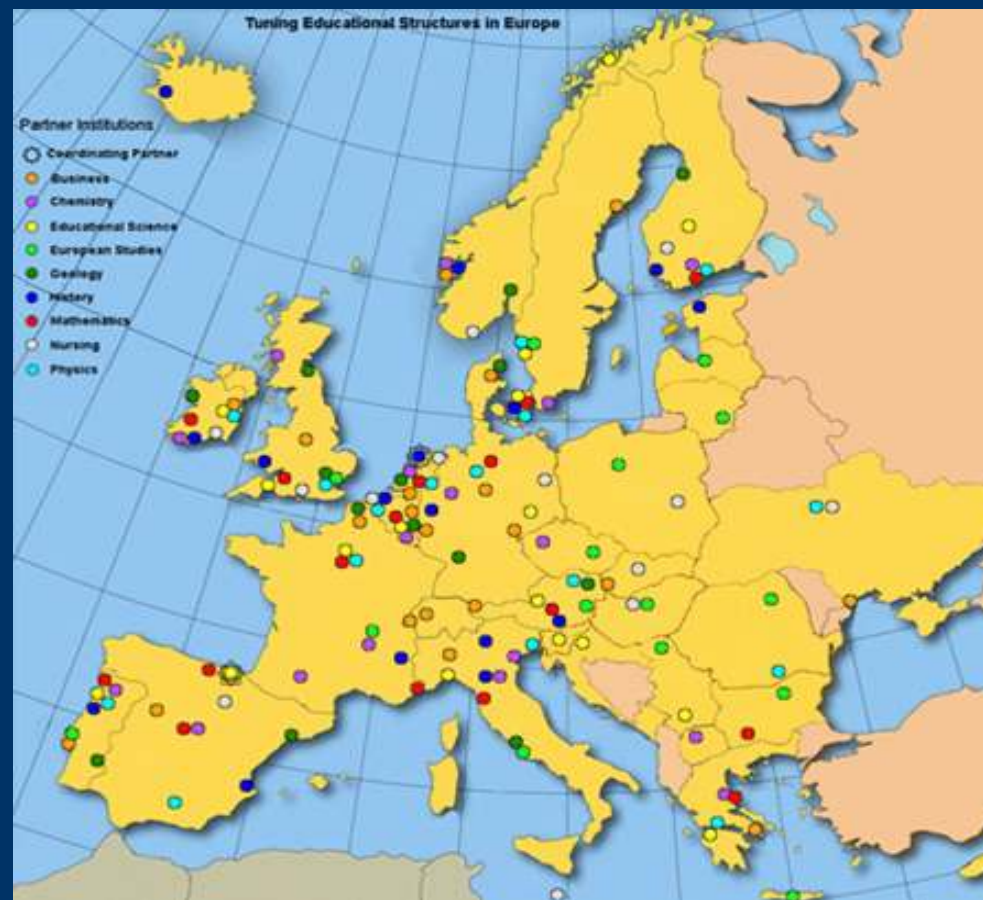 Tuning Educational Structures in Europe
Partner Institutions
Coordinating Partner
Business
Chemistry
Educational Science
European Studies
Geology
History
Mathematics
Nursing
Physics